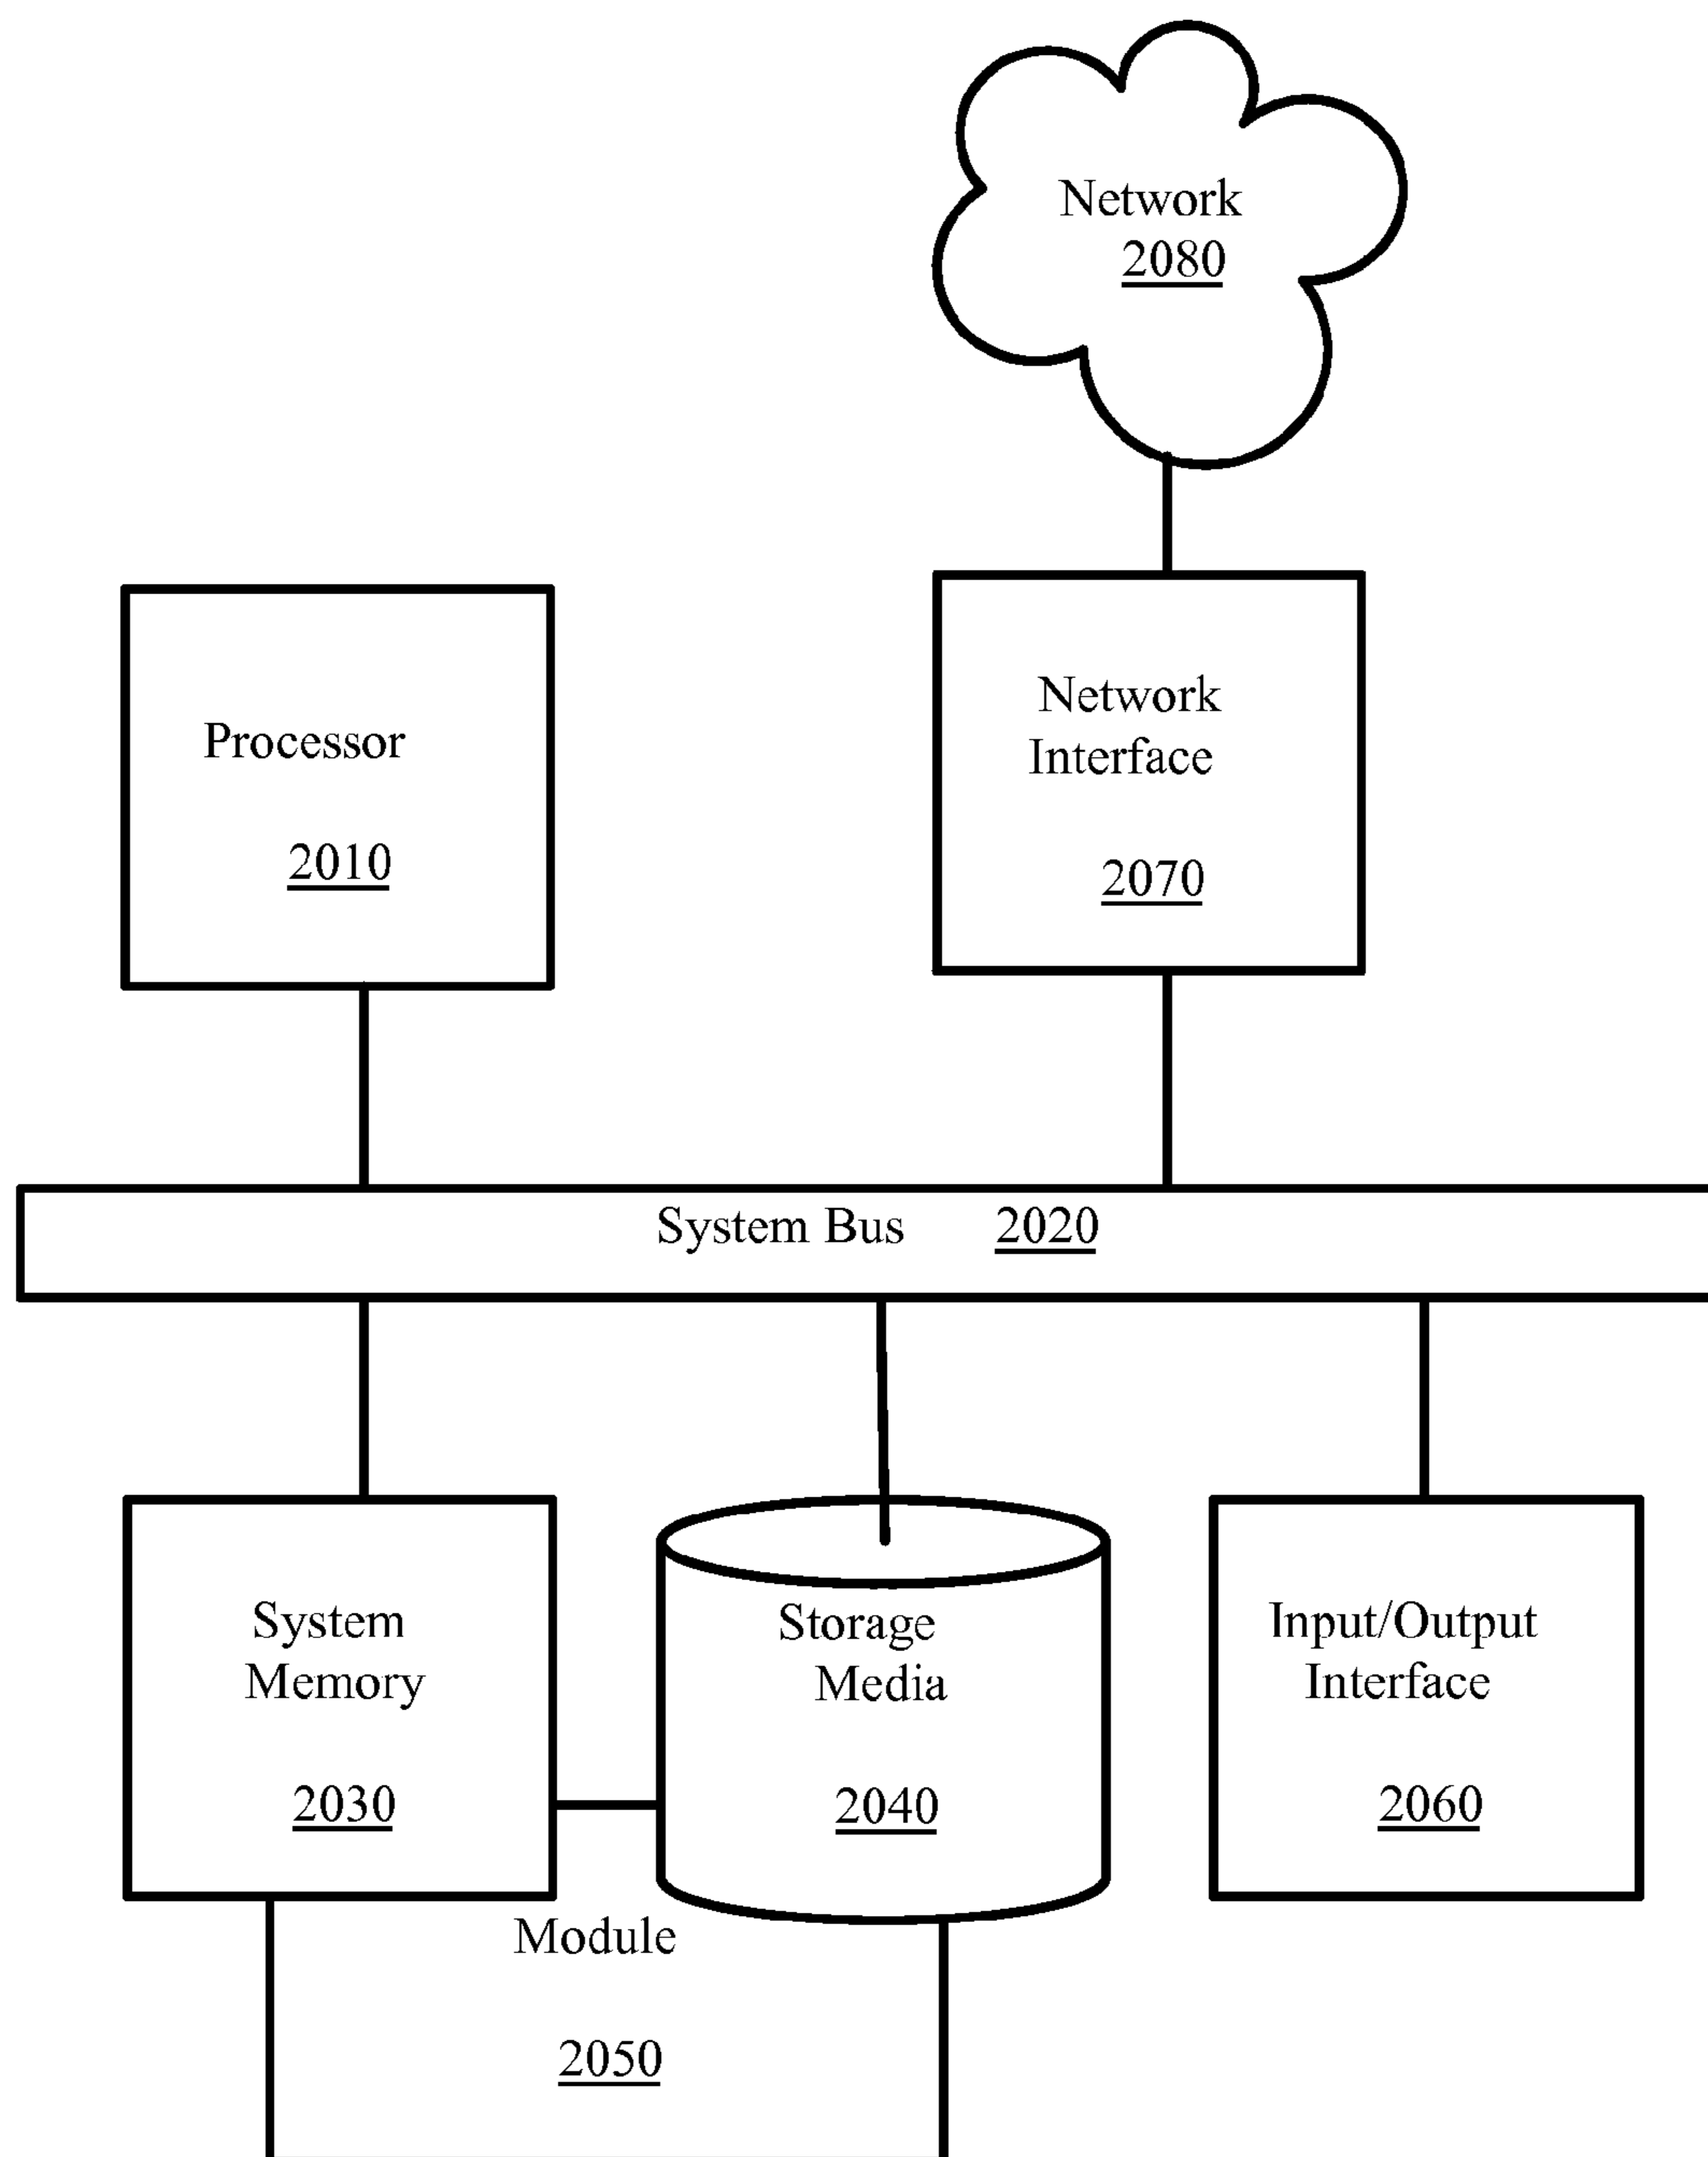 Network
2080
Processor
2010
Network
Interface
2070
System Bus 2020
System
Memory
2030
Storage
Media
2040
Input/Output
Interface
2060
Module
2050